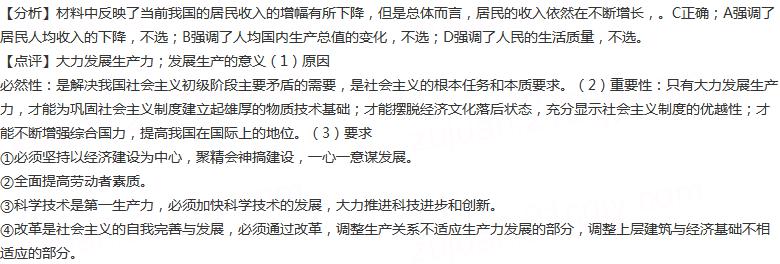 【分析】材料中反映了当前我国的居民收入的增幅有所下降，但是总体而言，居民的收入依然在不断增长，。C正确；A强调了
居民人均收入的下降，不选；B强调了人均国内生产总值的变化，不选；D强调了人民的生活质量，不选。
【点评】大力发展生产力；发展生产的意义（1）原因
必然性：是解决我国社会主义初级阶段主要矛盾的需要，是社会主义的根本任务和本质要求。（2）重要性：只有大力发展生产
力，才能为巩固社会主义制度建立起雄厚的物质技术基础；才能摆脱经济文化落后状态，充分显示社会主义制度的优越性；才
能不断增强综合国力，提高我国在国际上的地位。（3）要求
①必须坚持以经济建设为中心，聚精会神搞建设，一心一意谋发展。
②全面提高劳动者素质。
③科学技术是第一生产力，必须加快科学技术的发展，大力推进科技进步和创新。
④改革是社会主义的自我完善与发展，必须通过改革，调整生产关系不适应生产力发展的部分，调整上层建筑与经济基础不相
适应的部分。